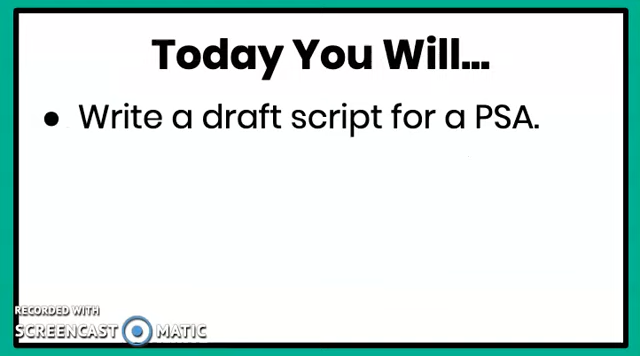 Today You Will...
● Write a draft script for a PSA.
RECORDED WITH
SCREENCAST MATIC